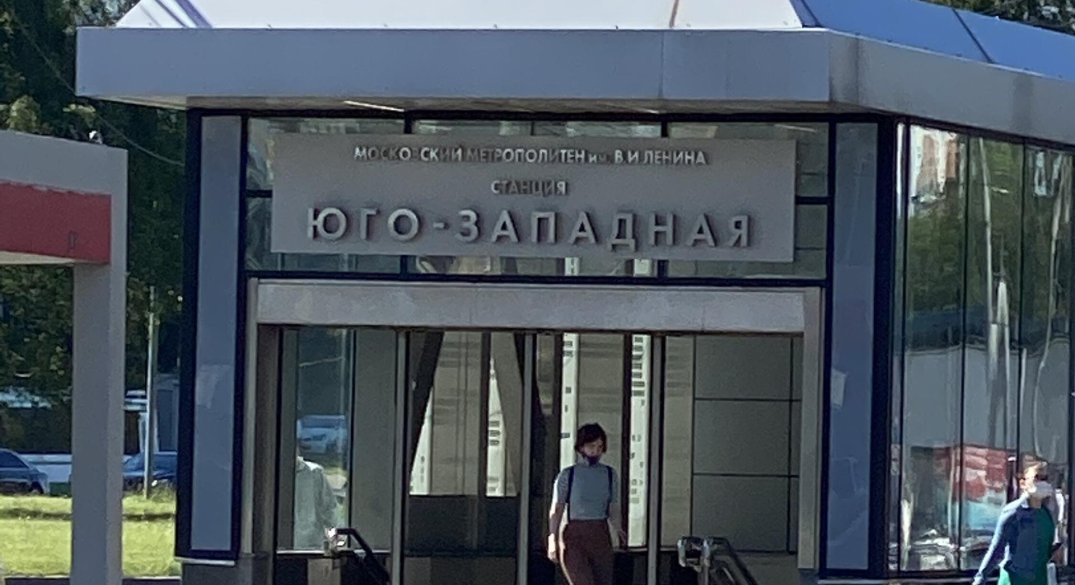 МОСКОВСКИЙ МЕТРОПОЛИТЕН им. В.И.ЛЕНИНА
СТАНЦИЯ
ЮГО-ЗАПАДНАЯ